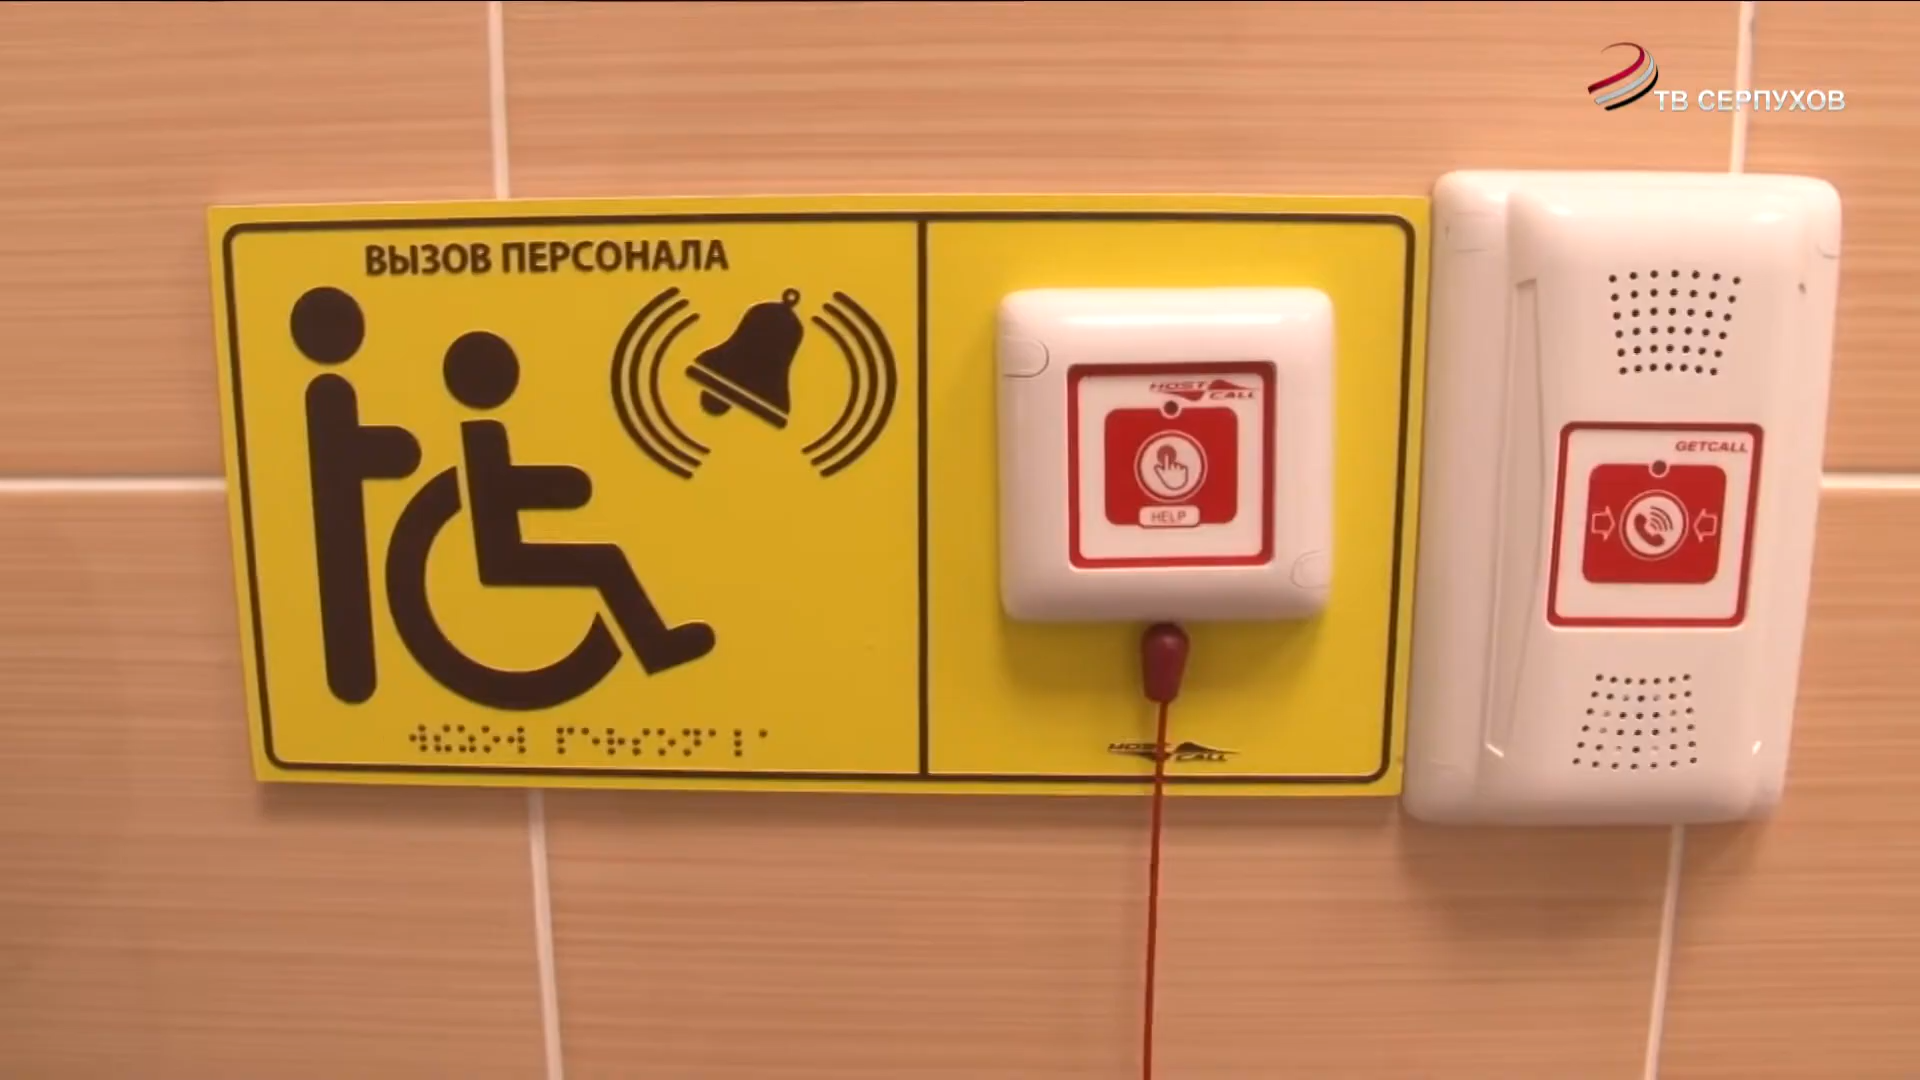 ТВ СЕРПУХОВ
ВЫЗОВ ПЕРСОНАЛА
HOST
CALL
HELP
GETCALL
HOST
CALL